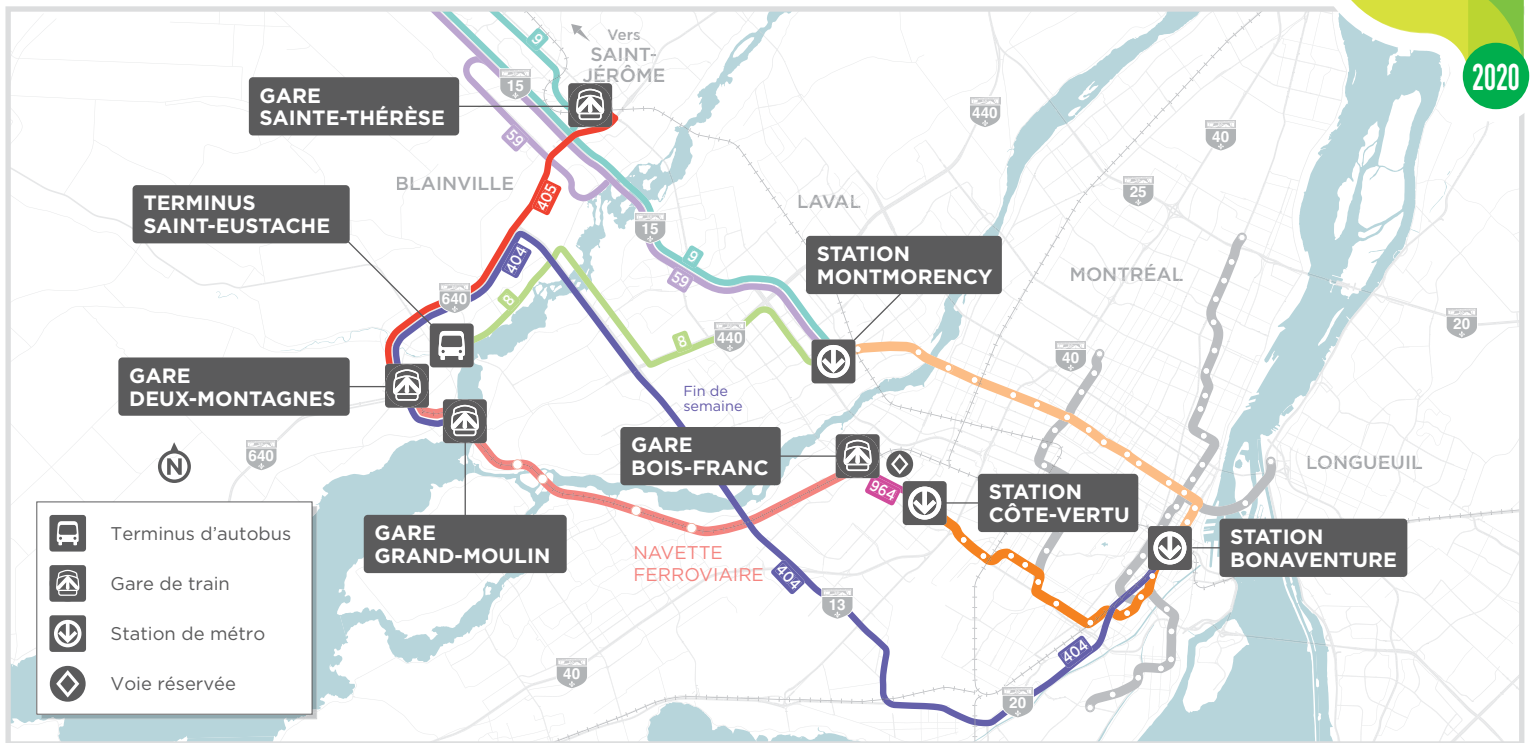 2020
9
Vers
SAINT-
JÉRÔME
15
GARE
SAINTE-THÉRÈSE
440
40
59
BLAINVILLE
405
25
TERMINUS
SAINT-EUSTACHE
LAVAL
15
404
9
STATION
MONTMORENCY
59
MONTRÉAL
640
8
8
440
40
20
GARE
DEUX-MONTAGNES
Fin de
semaine
N
640
GARE
BOIS-FRANC
LONGUEUIL
964
STATION
CÔTE-VERTU
GARE
GRAND-MOULIN
STATION
BONAVENTURE
NAVETTE
FERROVIAIRE
404
13
404
40
20
Terminus d'autobus
Gare de train
Station de métro
Voie réservée